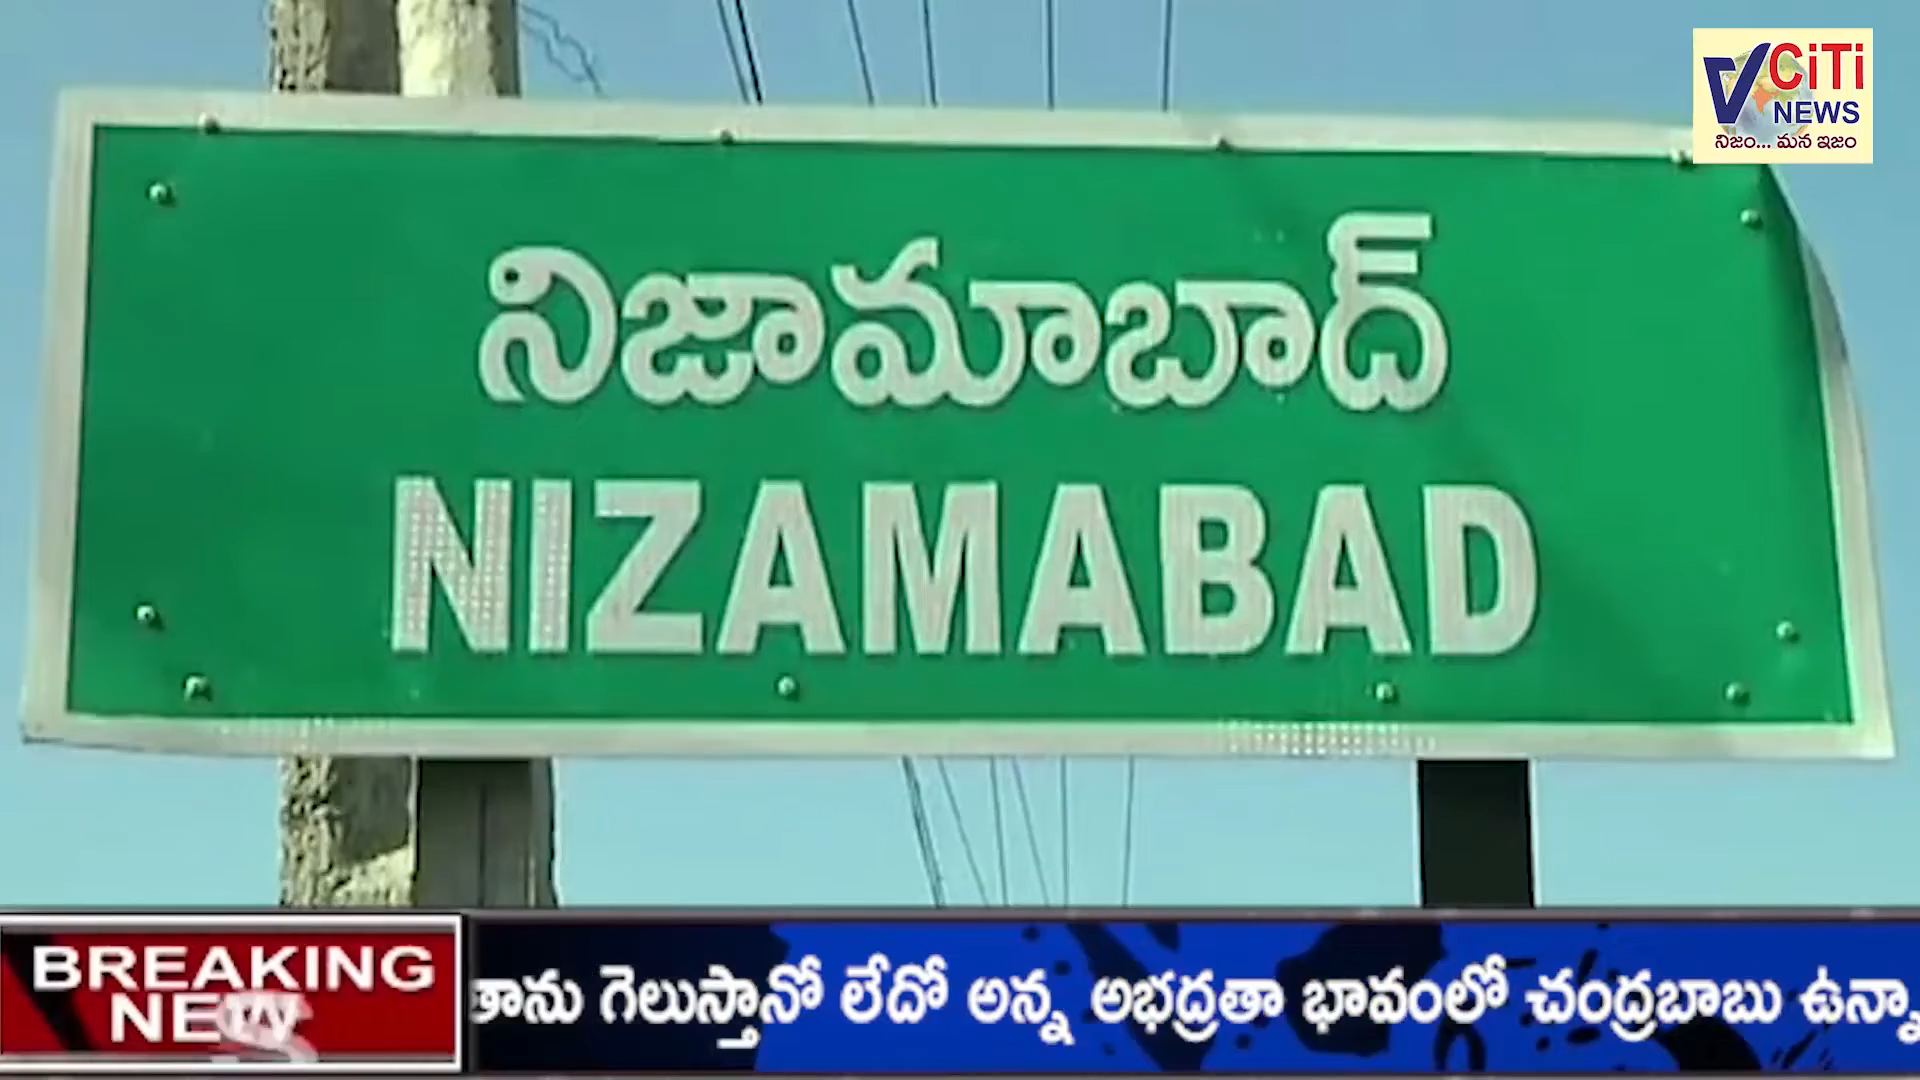 CiTi
NEWS
నిజం... మన ఇజం
నిజామాబాద్
NIZAMABAD
BREAKING
NEWS
తాను గెలుస్తానో లేదో అన్న అభద్రతా భావంలో చంద్రబాబు ఉన్నా